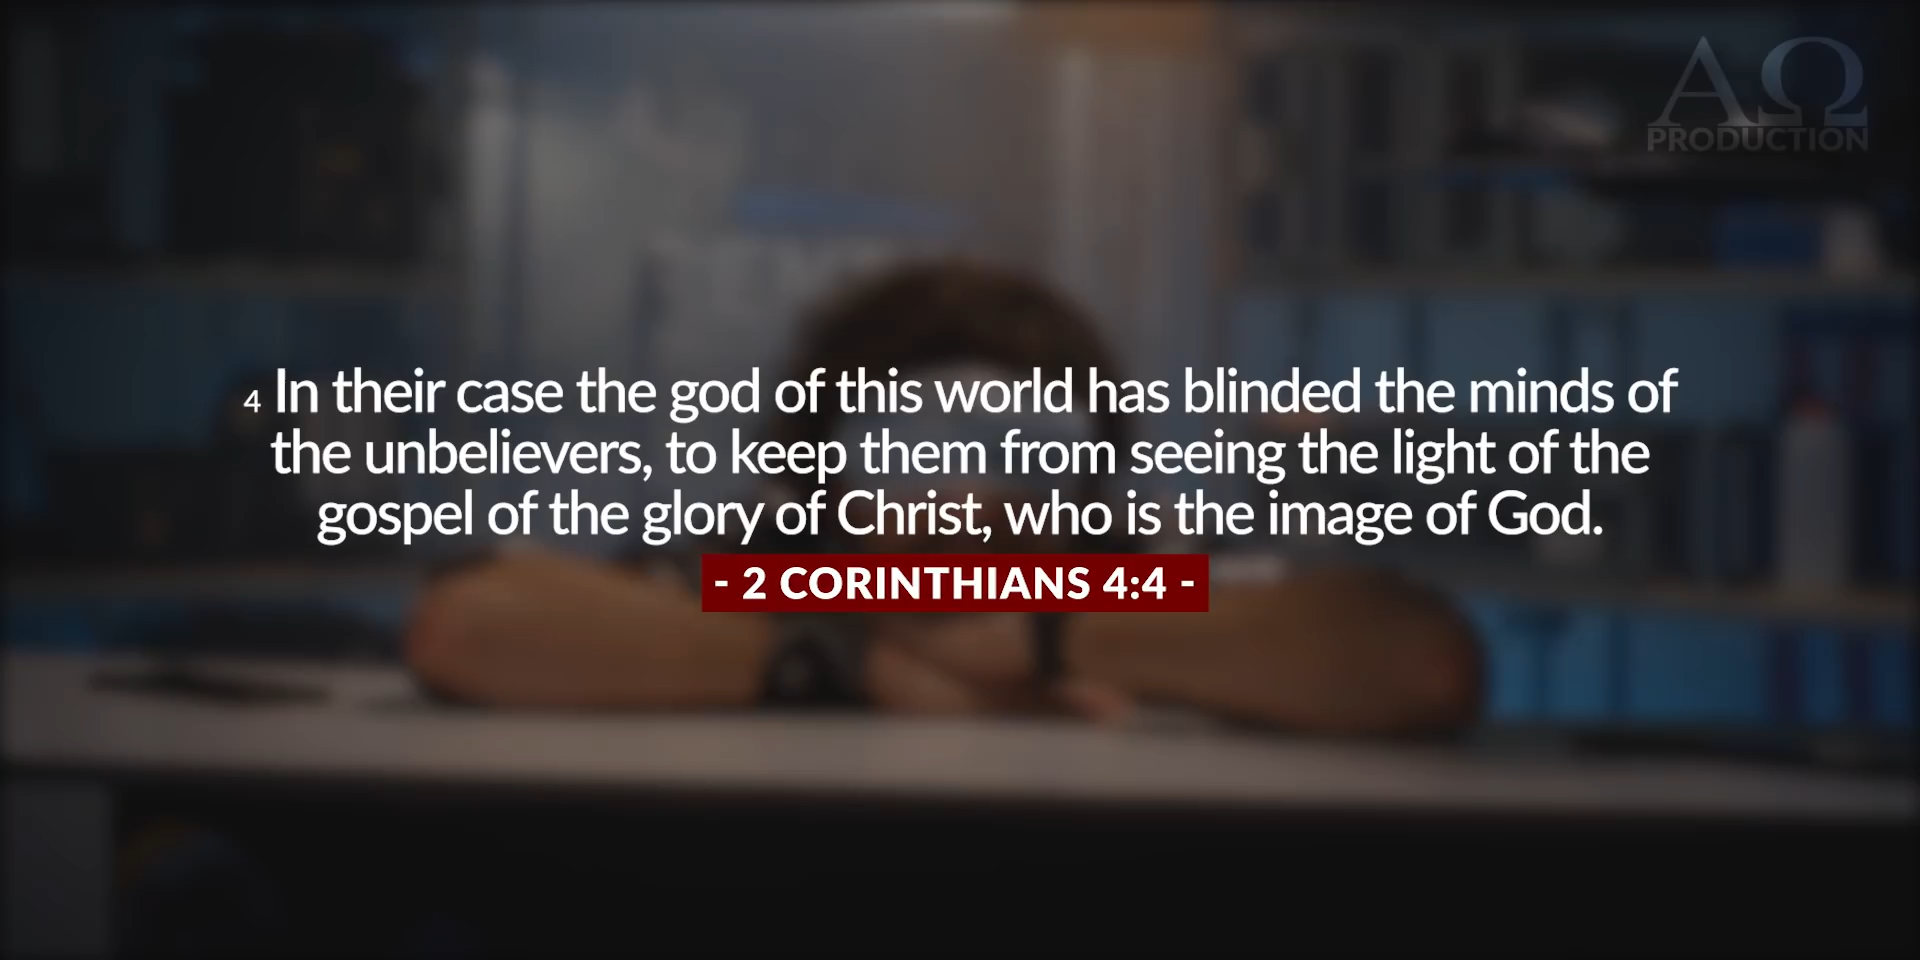 ΑΩ
PRODUCTION
4 In their case the god of this world has blinded the minds of
the unbelievers, to keep them from seeing the light of the
gospel of the glory of Christ, who is the image of God.
- 2 CORINTHIANS 4:4 -